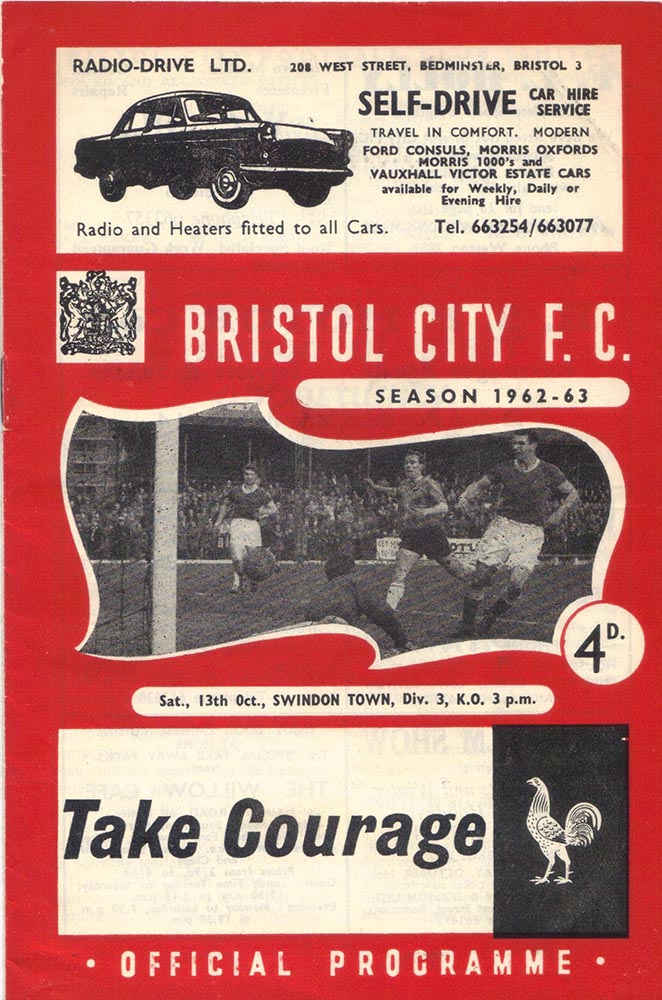 RADIO-DRIVE LTD. 208 WEST STREET, BEDMINSTER, BRISTOL 3
SELF-DRIVE CAR HIRE SERVICE
TRAVEL IN COMFORT. MODERN
FORD CONSULS, MORRIS OXFORDS
MORRIS 1000's and
VAUXHALL VICTOR ESTATE CARS
available for Weekly, Daily or
Evening Hire
Radio and Heaters fitted to all Cars. Tel. 663254/663077
BRISTOL CITY F. C.
SEASON 1962-63
4D.
Sat., 13th Oct., SWINDON TOWN, Div. 3, K.O. 3 p.m.
Take Courage
• OFFICIAL PROGRAMME •